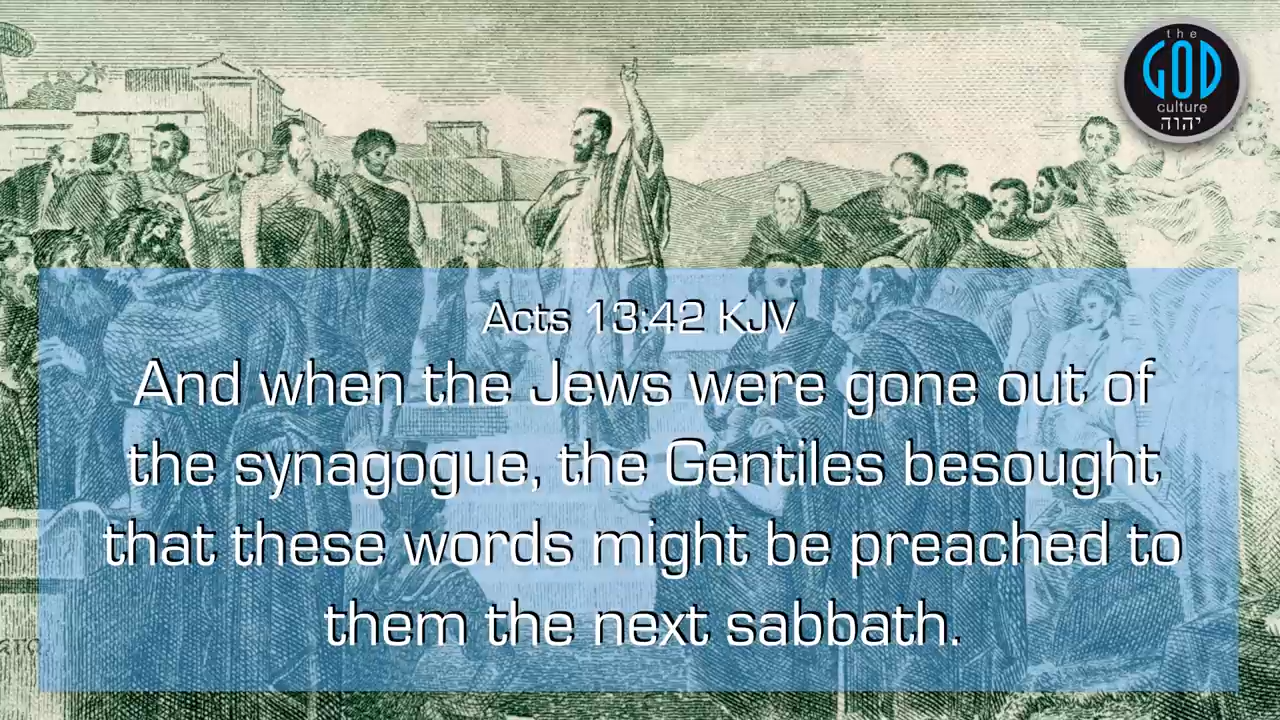 the
GOD
culture
יהוה
Acts 13:42 KJV
And when the Jews were gone out of
the synagogue, the Gentiles besought
that these words might be preached to
them the next sabbath.